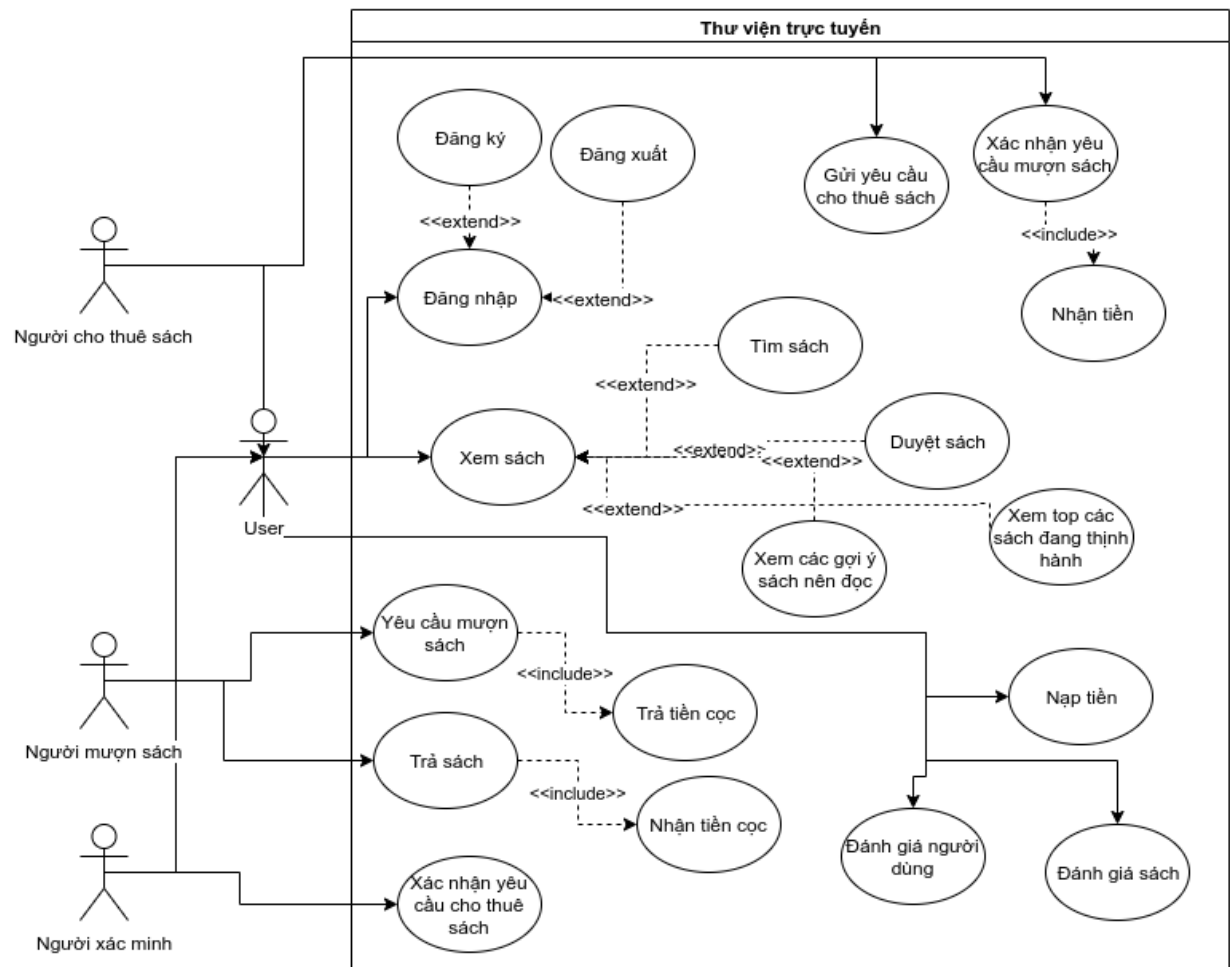 Thư viện trực tuyến
Đăng ký
Đăng xuất
Gửi yêu cầu
cho thuê sách
Xác nhận yêu
cầu mượn sách
<<extend>>
<<include>>
Người cho thuê sách
Đăng nhập
<<extend>>
Nhận tiền
Tìm sách
<<extend>>
User
Xem sách
<<extend>>
<<extend>>
Duyệt sách
<<extend>>
Xem các gợi ý
sách nên đọc
Xem top các
sách đang thịnh
hành
Người mượn sách
Yêu cầu mượn
sách
<<include>>
Trả tiền cọc
Nạp tiền
Trả sách
<<include>>
Nhận tiền cọc
Đánh giá người
dùng
Đánh giá sách
Người xác minh
Xác nhận yêu
cầu cho thuê
sách